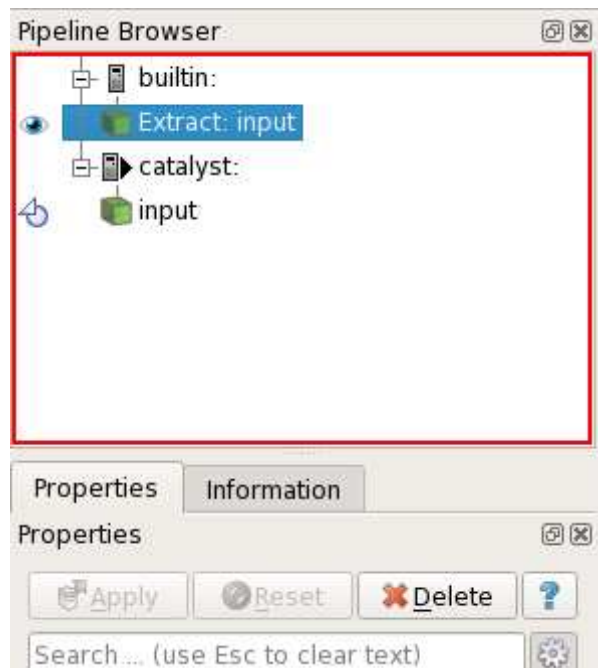 Pipeline Browser
builtin:
Extract: input
catalyst:
input
Properties Information
Properties
Apply Reset Delete ?
Search ... (use Esc to clear text)